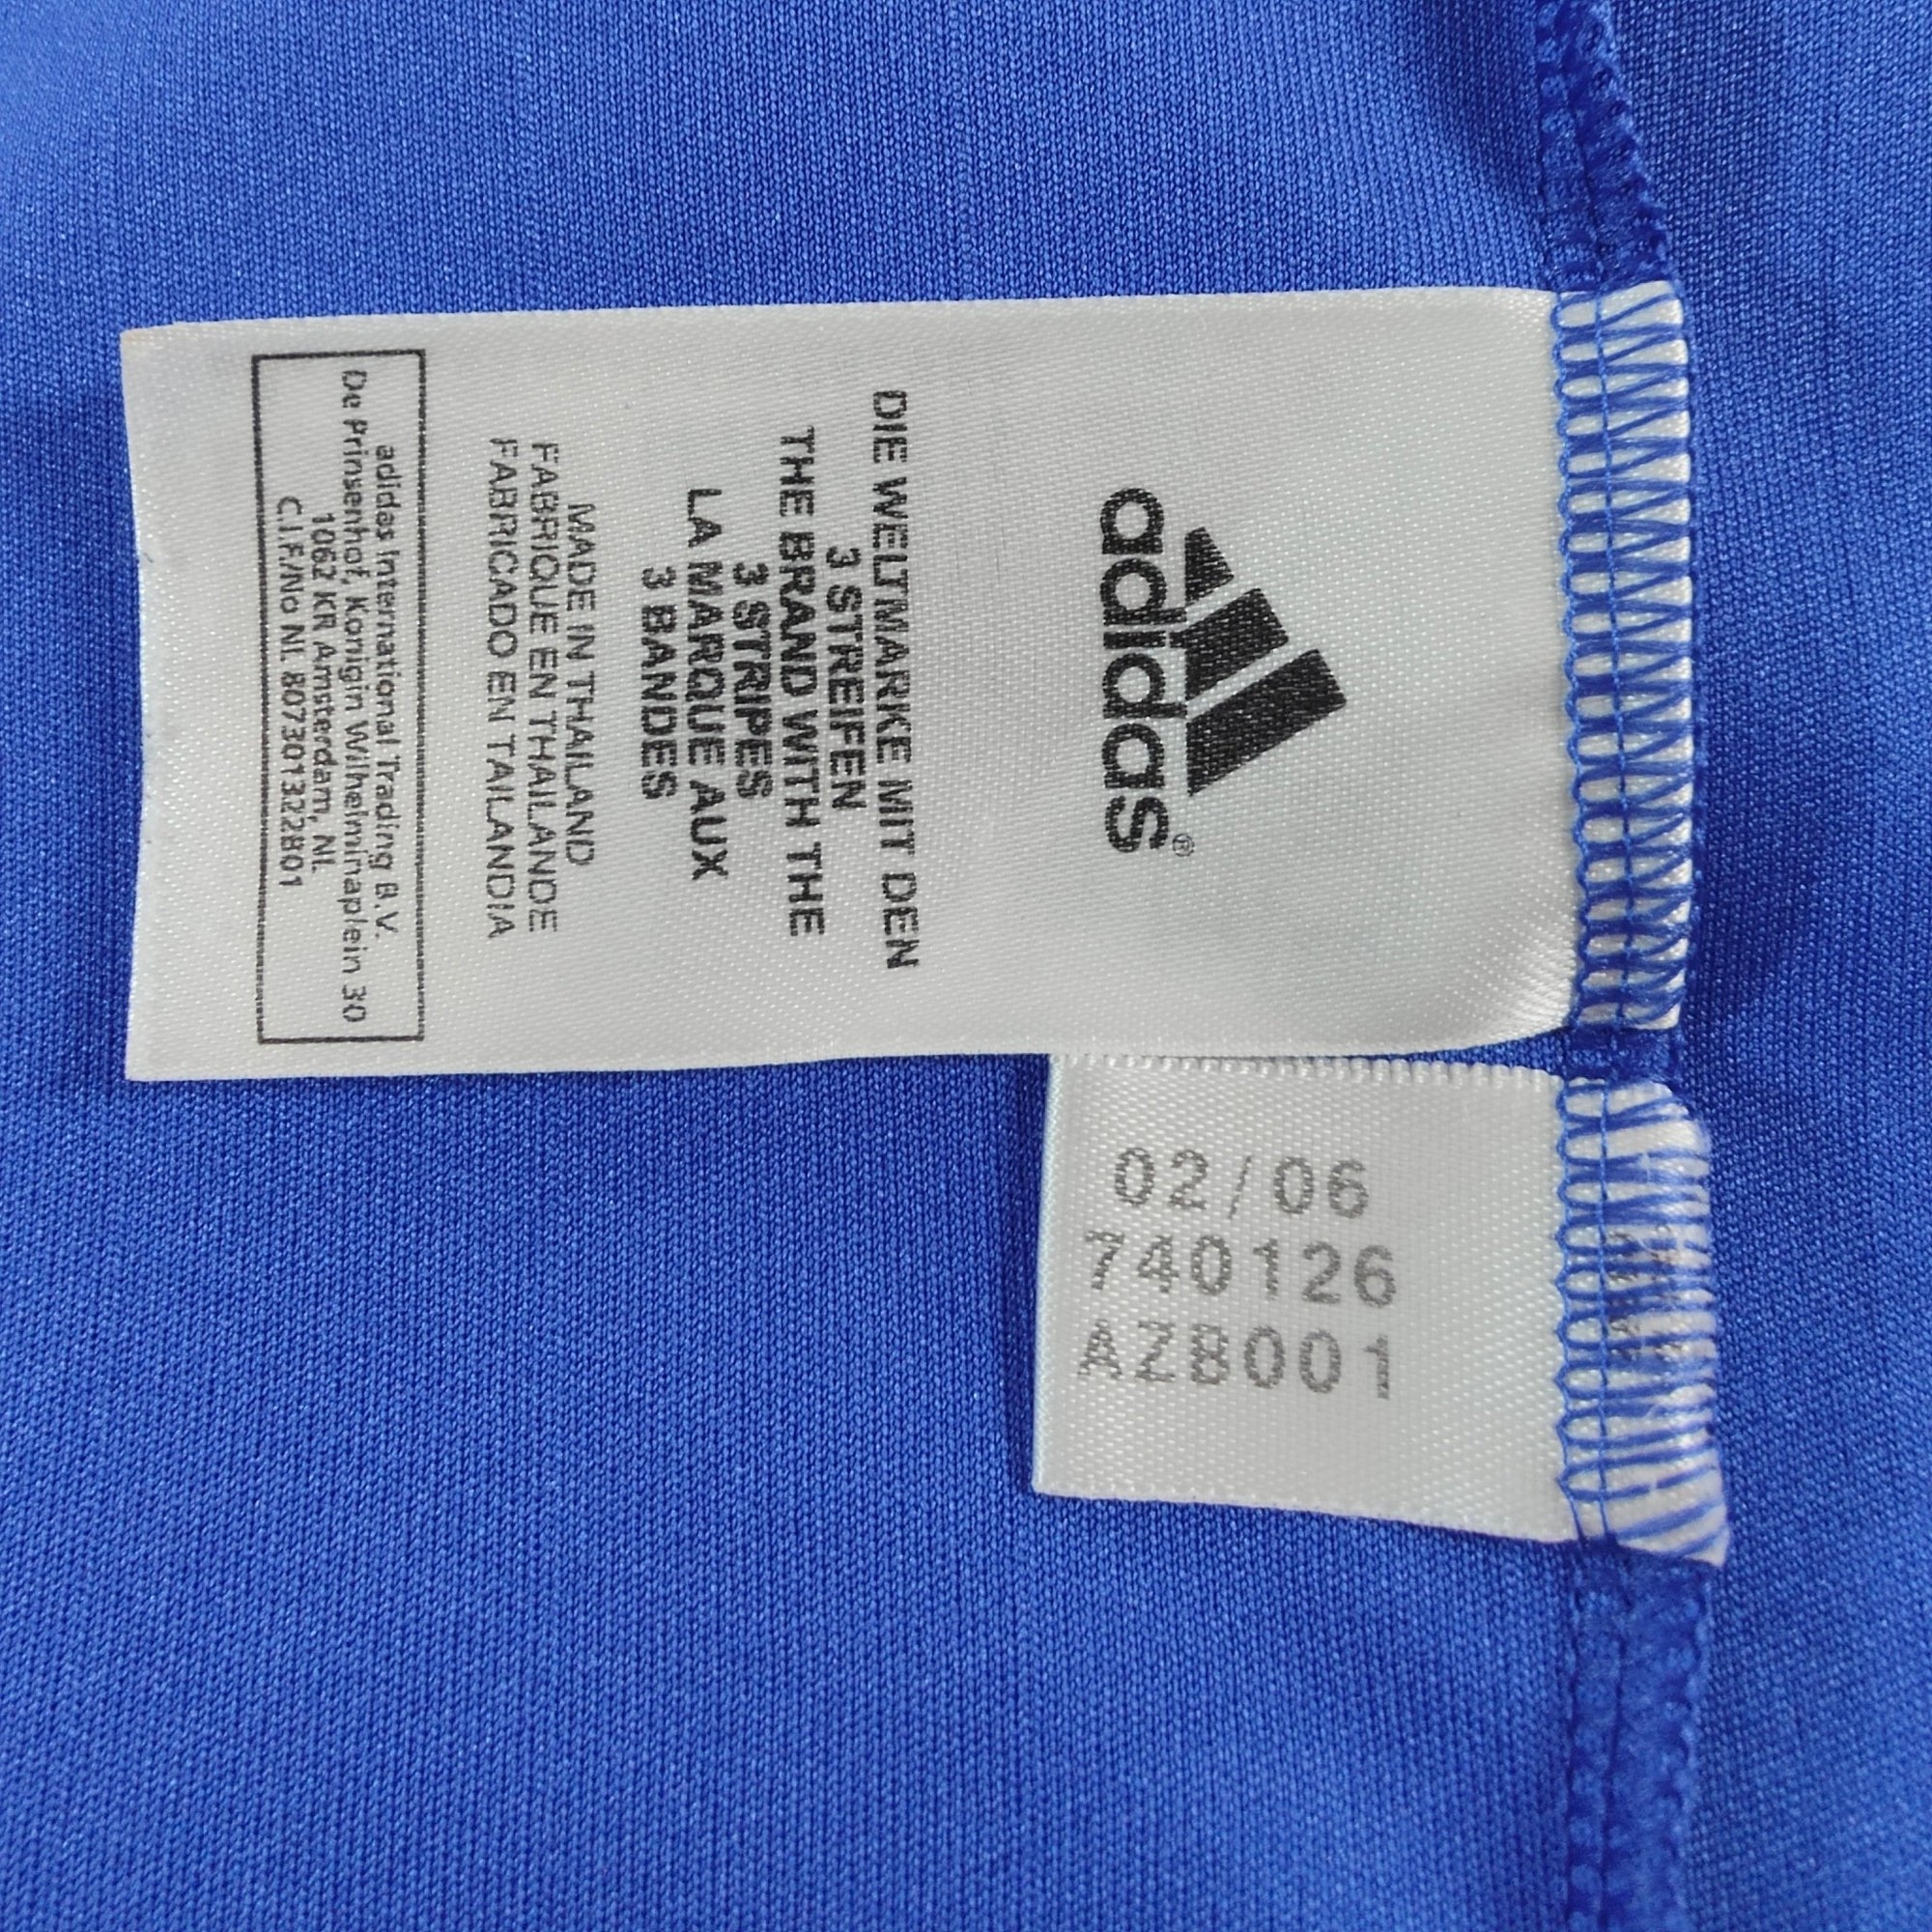 adidas®
DIE WELTMARKE MIT DEN
3 STREIFEN
THE BRAND WITH THE
3 STRIPES
LA MARQUE AUX
3 BANDES
MADE IN THAILAND
FABRIQUE EN THAILANDE
FABRICADO EN TAILANDIA
adidas International Trading B.V.
De Prinsenhof, Konigin Wilhelminaplein 30
1062 KR Amsterdam, NL
C.I.F./No NL 807301322B01
02/06
740126
AZB001